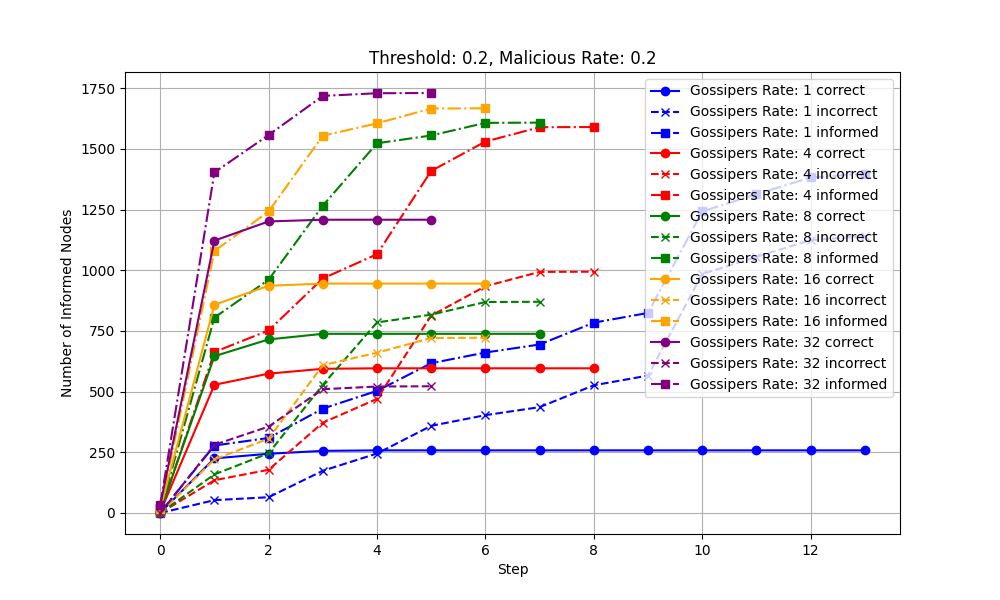 Threshold: 0.2, Malicious Rate: 0.2
Number of Informed Nodes
1750
1500
1250
1000
750
500
250
0
0 2 4 6 8 10 12
Step
Gossipers Rate: 1 correct
Gossipers Rate: 1 incorrect
Gossipers Rate: 1 informed
Gossipers Rate: 4 correct
Gossipers Rate: 4 incorrect
Gossipers Rate: 4 informed
Gossipers Rate: 8 correct
Gossipers Rate: 8 incorrect
Gossipers Rate: 8 informed
Gossipers Rate: 16 correct
Gossipers Rate: 16 incorrect
Gossipers Rate: 16 informed
Gossipers Rate: 32 correct
Gossipers Rate: 32 incorrect
Gossipers Rate: 32 informed